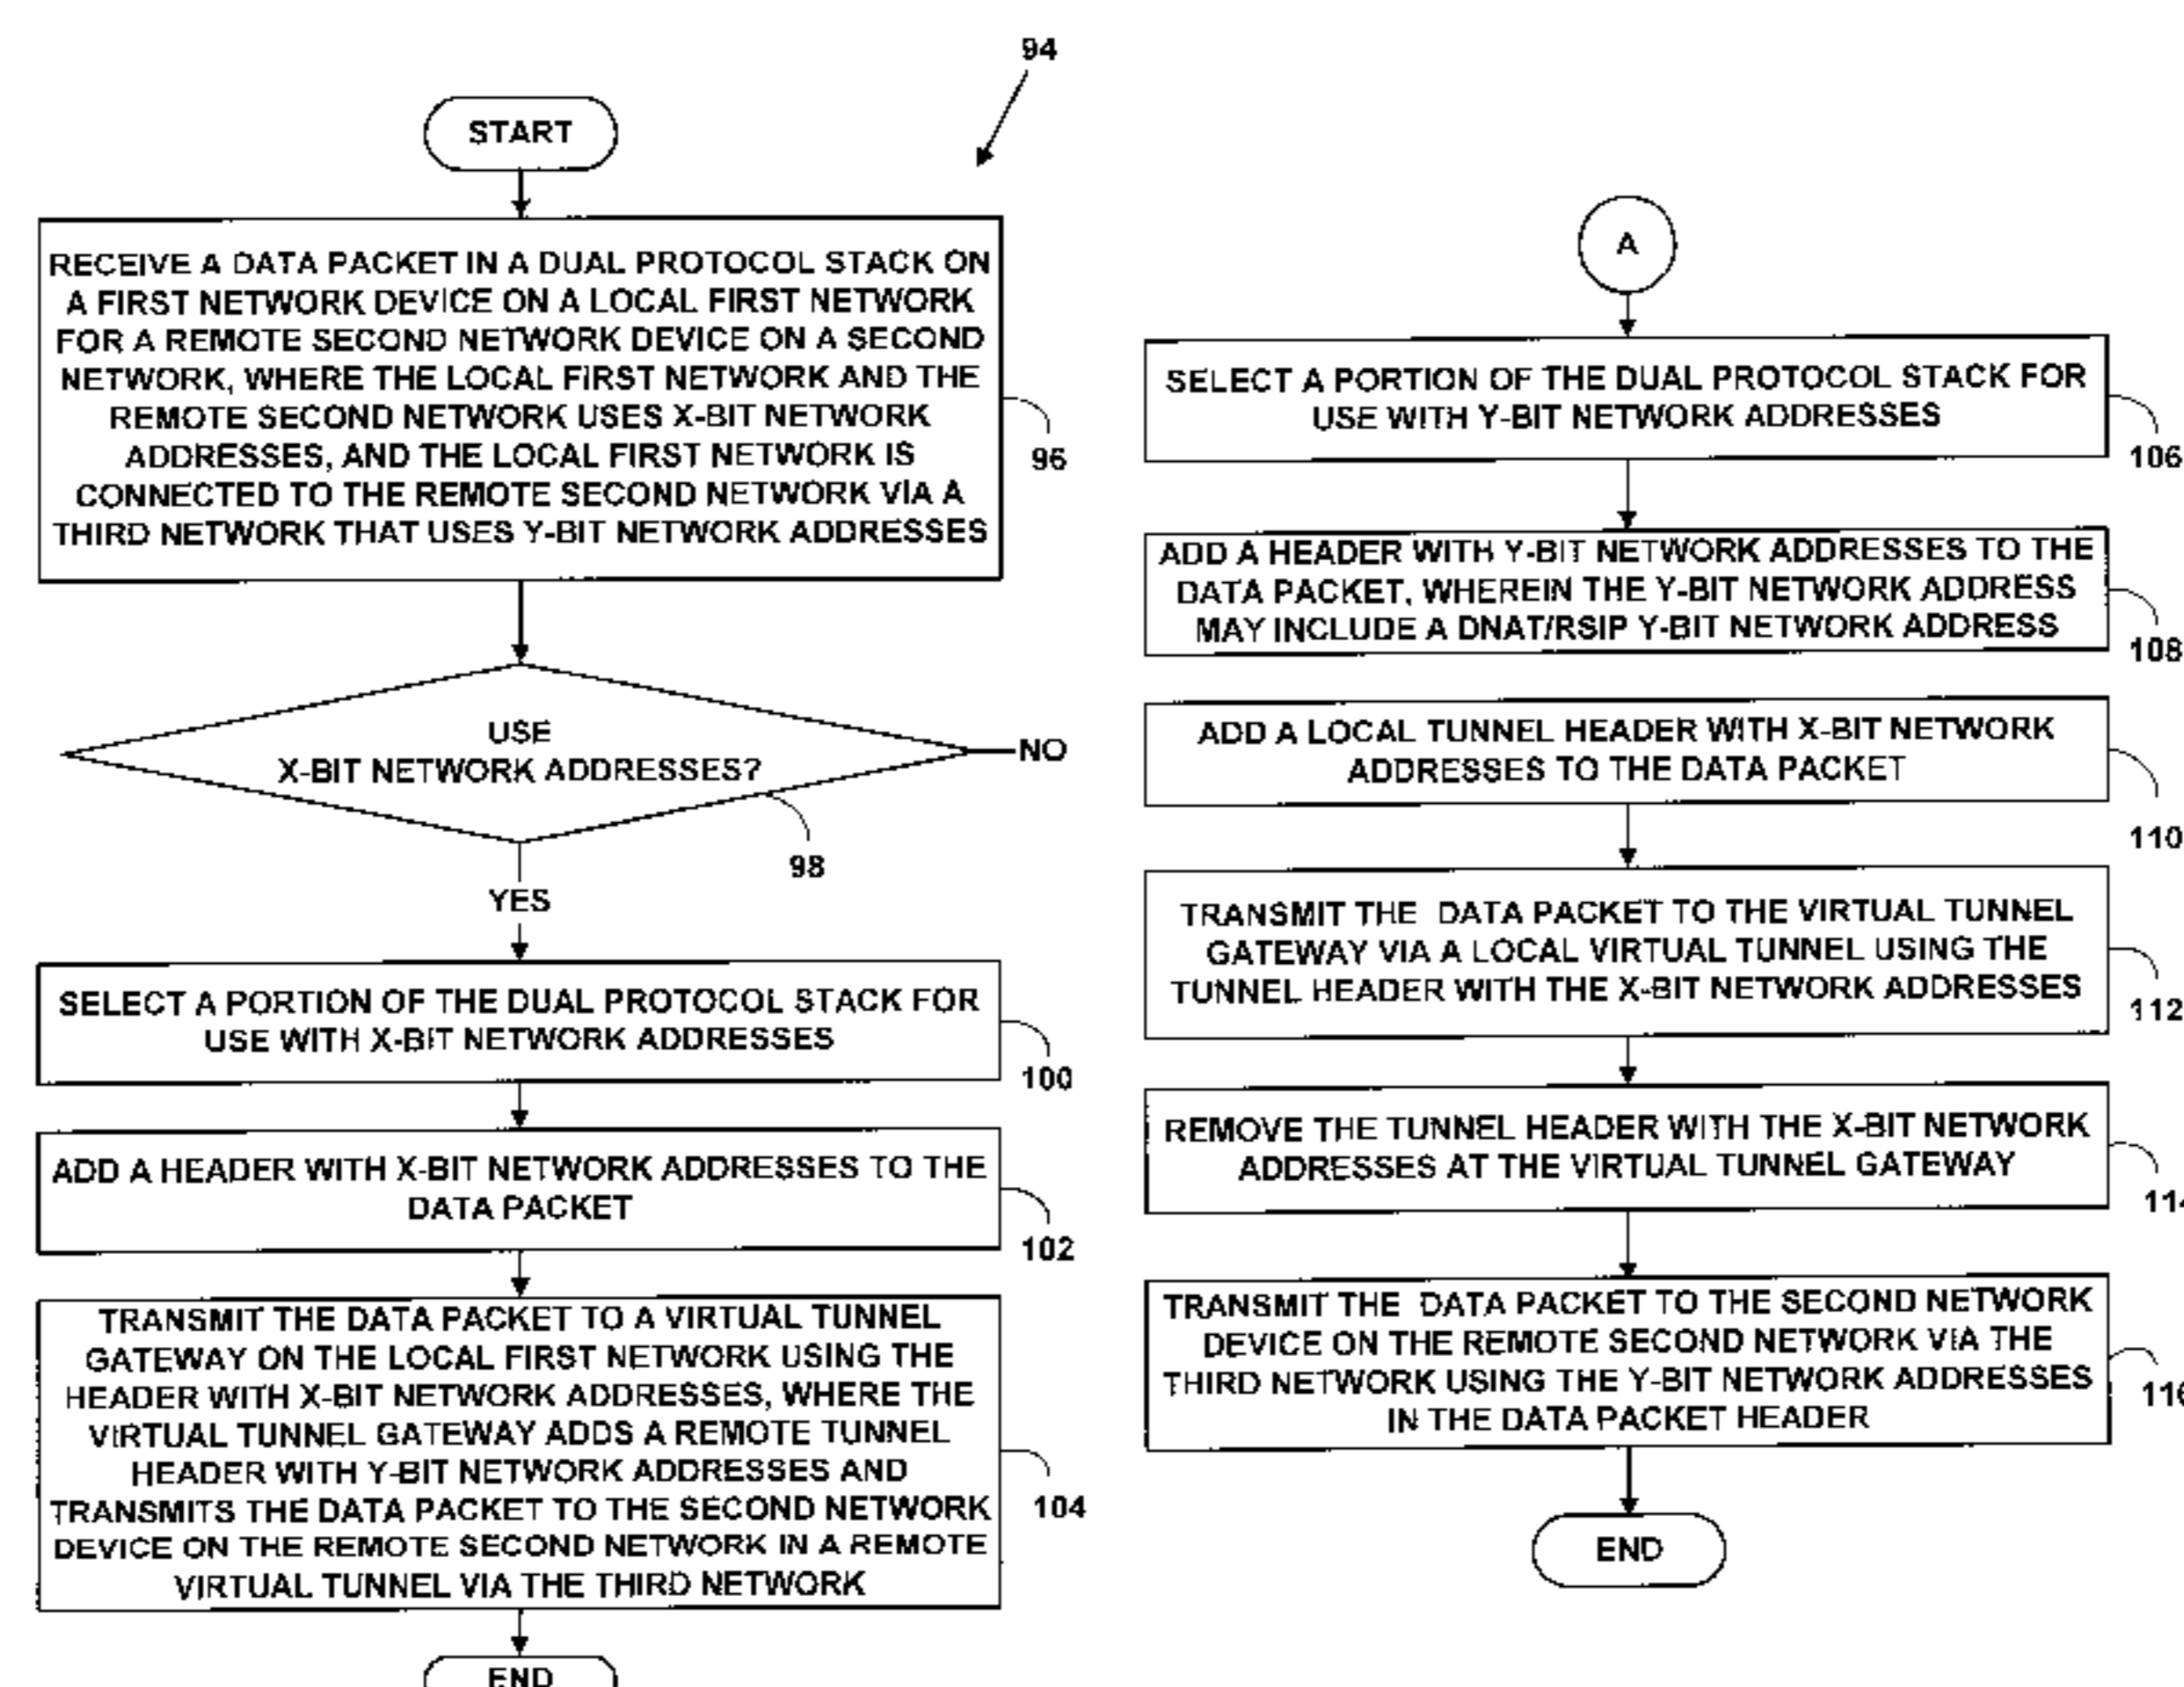 94
START
RECEIVE A DATA PACKET IN A DUAL PROTOCOL STACK ON
A FIRST NETWORK DEVICE ON A LOCAL FIRST NETWORK
FOR A REMOTE SECOND NETWORK DEVICE ON A SECOND
NETWORK, WHERE THE LOCAL FIRST NETWORK AND THE
REMOTE SECOND NETWORK USES X-BIT NETWORK
ADDRESSES, AND THE LOCAL FIRST NETWORK IS
CONNECTED TO THE REMOTE SECOND NETWORK VIA A
THIRD NETWORK THAT USES Y-BIT NETWORK ADDRESSES
96
USE
X-BIT NETWORK ADDRESSES?
NO
98
YES
SELECT A PORTION OF THE DUAL PROTOCOL STACK FOR
USE WITH X-BIT NETWORK ADDRESSES
100
ADD A HEADER WITH X-BIT NETWORK ADDRESSES TO THE
DATA PACKET
102
TRANSMIT THE DATA PACKET TO A VIRTUAL TUNNEL
GATEWAY ON THE LOCAL FIRST NETWORK USING THE
HEADER WITH X-BIT NETWORK ADDRESSES, WHERE THE
VIRTUAL TUNNEL GATEWAY ADDS A REMOTE TUNNEL
HEADER WITH Y-BIT NETWORK ADDRESSES AND
TRANSMITS THE DATA PACKET TO THE SECOND NETWORK
DEVICE ON THE REMOTE SECOND NETWORK IN A REMOTE
VIRTUAL TUNNEL VIA THE THIRD NETWORK
104
END
A
SELECT A PORTION OF THE DUAL PROTOCOL STACK FOR
USE WITH Y-BIT NETWORK ADDRESSES
106
ADD A HEADER WITH Y-BIT NETWORK ADDRESSES TO THE
DATA PACKET, WHEREIN THE Y-BIT NETWORK ADDRESS
MAY INCLUDE A DNAT/RSIP Y-BIT NETWORK ADDRESS
108
ADD A LOCAL TUNNEL HEADER WITH X-BIT NETWORK
ADDRESSES TO THE DATA PACKET
110
TRANSMIT THE DATA PACKET TO THE VIRTUAL TUNNEL
GATEWAY VIA A LOCAL VIRTUAL TUNNEL USING THE
TUNNEL HEADER WITH THE X-BIT NETWORK ADDRESSES
112
REMOVE THE TUNNEL HEADER WITH THE X-BIT NETWORK
ADDRESSES AT THE VIRTUAL TUNNEL GATEWAY
114
TRANSMIT THE DATA PACKET TO THE SECOND NETWORK
DEVICE ON THE REMOTE SECOND NETWORK VIA THE
THIRD NETWORK USING THE Y-BIT NETWORK ADDRESSES
IN THE DATA PACKET HEADER
116
END